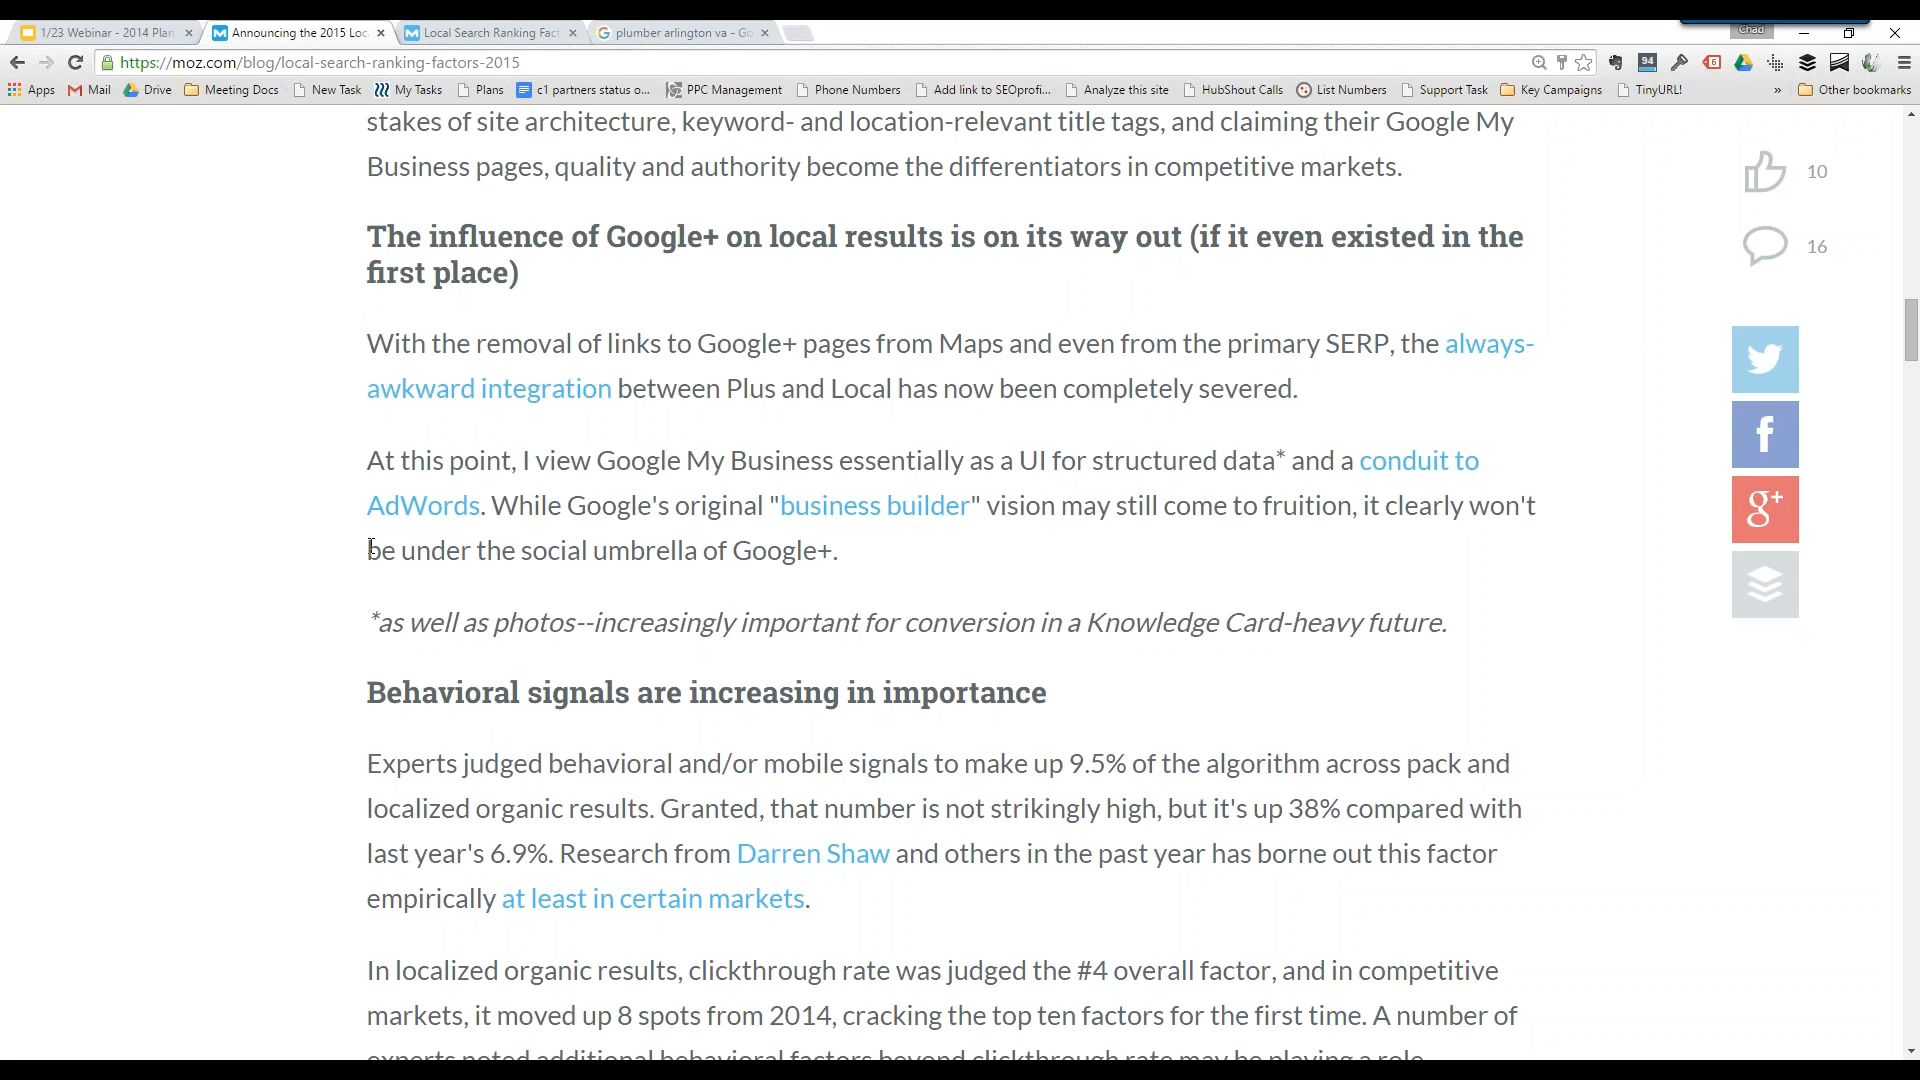 1/23 Webinar - 2014 Plan
Announcing the 2015 Loc
Local Search Ranking Fact
plumber arlington va - Go
Chad
https://moz.com/blog/local-search-ranking-factors-2015
94
6
Apps
Mail
Drive
Meeting Docs
New Task
My Tasks
Plans
c1 partners status o...
PPC Management
Phone Numbers
Add link to SEOprofi...
Analyze this site
HubShout Calls
List Numbers
Support Task
Key Campaigns
TinyURL!
»
Other bookmarks
stakes of site architecture, keyword- and location-relevant title tags, and claiming their Google My
Business pages, quality and authority become the differentiators in competitive markets.
10
16
The influence of Google+ on local results is on its way out (if it even existed in the
first place)
With the removal of links to Google+ pages from Maps and even from the primary SERP, the always-
awkward integration between Plus and Local has now been completely severed.
At this point, I view Google My Business essentially as a UI for structured data* and a conduit to
AdWords. While Google's original "business builder" vision may still come to fruition, it clearly won't
be under the social umbrella of Google+.
*as well as photos--increasingly important for conversion in a Knowledge Card-heavy future.
Behavioral signals are increasing in importance
Experts judged behavioral and/or mobile signals to make up 9.5% of the algorithm across pack and
localized organic results. Granted, that number is not strikingly high, but it's up 38% compared with
last year's 6.9%. Research from Darren Shaw and others in the past year has borne out this factor
empirically at least in certain markets.
In localized organic results, clickthrough rate was judged the #4 overall factor, and in competitive
markets, it moved up 8 spots from 2014, cracking the top ten factors for the first time. A number of
experts noted additional behavioral factors beyond clickthrough rate may be playing a role